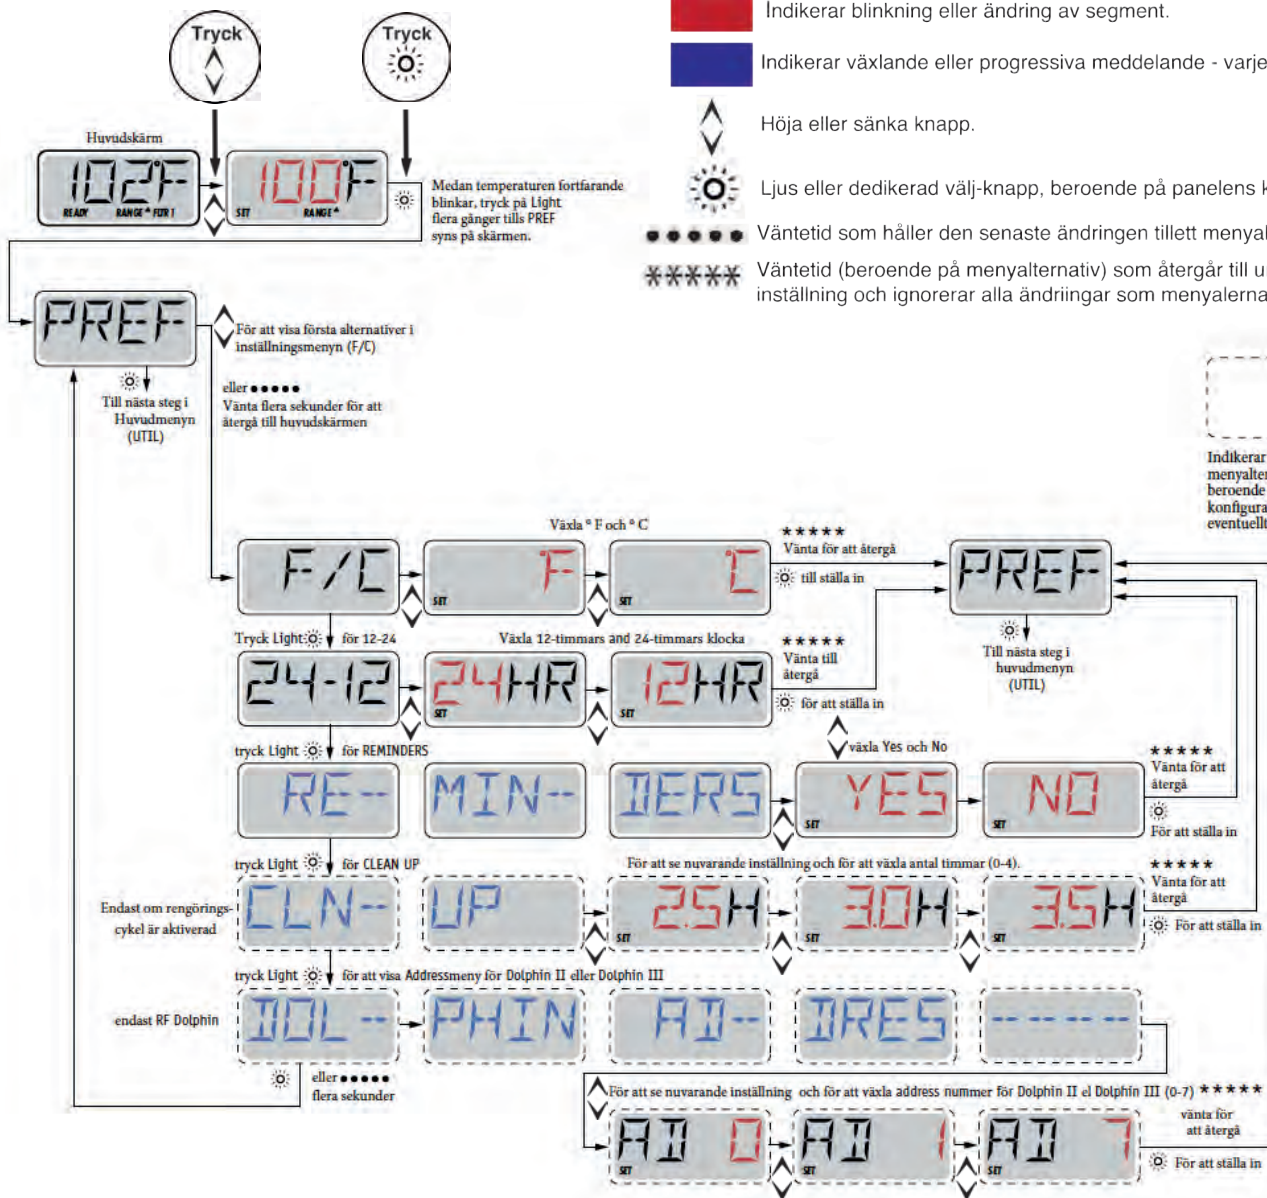 Tryck
Tryck
Indikerar blinkning eller ändring av segment.
Indikerar växlande eller progressiva meddelande - varje
Höja eller sänka knapp.
Ljus eller dedikerad välj-knapp, beroende på panelens k
Väntetid som håller den senaste ändringen tillett menyal
Väntetid (beroende på menyalternativ) som återgår till u
inställning och ignorerar alla ändriingar som menyalerna
Huvudskärm
102°F
READY RANGE FLTR 1
100°F
SET RANGE
Medan temperaturen fortfarande
blinkar, tryck på Light
flera gånger tills PREF
syns på skärmen.
PREF
För att visa första alternativer i
inställningsmenyn (F/C)
Till nästa steg i
Huvudmenyn
(UTIL)
eller
Vänta flera sekunder för att
återgå till huvudskärmen
Indikerar
menyalter
beroende
konfigura
eventuellt
Växla ° F och ° C
F/C
°F
SET
°C
SET
*****
Vänta för att återgå
till ställa in
PREF
Till nästa steg i
huvudmenyn
(UTIL)
Tryck Light för 12-24
Växla 12-timmars and 24-timmars klocka
24-12
24HR
SET
12HR
SET
*****
Vänta till
återgå
för att ställa in
tryck Light för REMINDERS
växla Yes och No
RE-
MIN-
DERS
YES
SET
NO
SET
*****
Vänta för att
återgå
För att ställa in
tryck Light för CLEAN UP
För att se nuvarande inställning och för att växla antal timmar (0-4).
Endast om rengörings-
cykel är aktiverad
CLN-
UP
2.5H
SET
3.0H
SET
3.5H
SET
*****
Vänta för att
återgå
För att ställa in
tryck Light för att visa Addressmeny för Dolphin II eller Dolphin III
endast RF Dolphin
DOL-
PHIN
AD-
DRES
----
eller
flera sekunder
För att se nuvarande inställning och för att växla address nummer för Dolphin II el Dolphin III (0-7) *****
AD 0
SET
AD 1
SET
AD 7
SET
vänta för
att återgå
För att ställa in